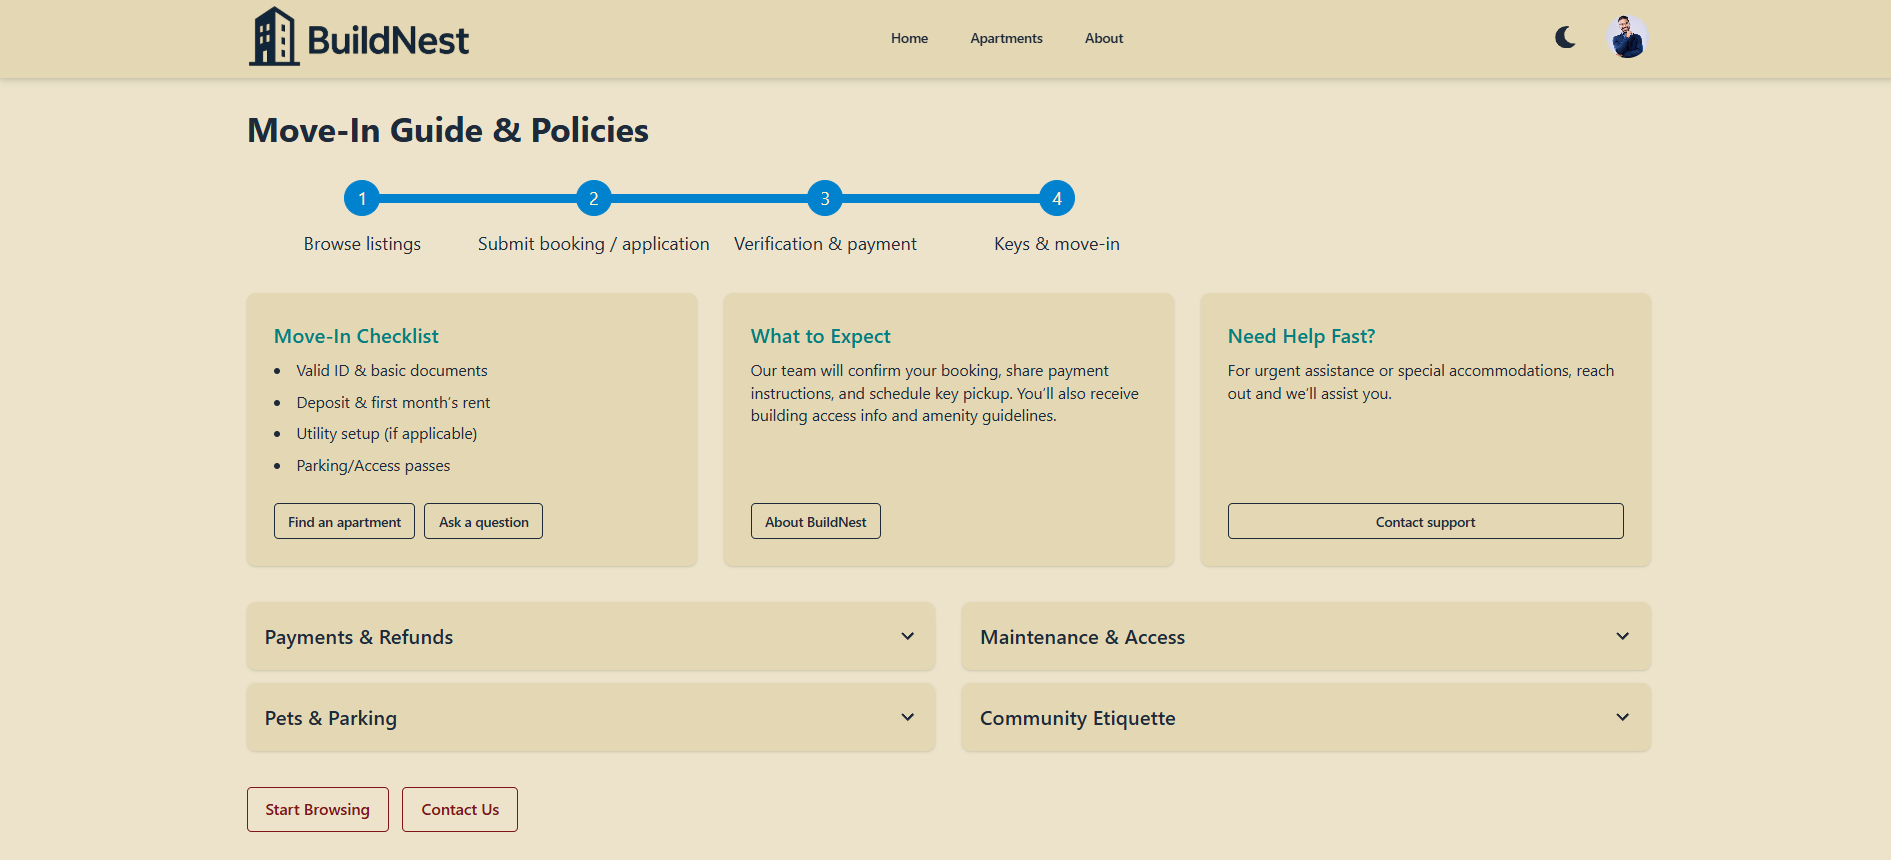 BuildNest
Home
Apartments
About
Move-In Guide & Policies
1
2
3
4
Browse listings
Submit booking / application
Verification & payment
Keys & move-in
Move-In Checklist
Valid ID & basic documents
Deposit & first month’s rent
Utility setup (if applicable)
Parking/Access passes
Find an apartment
Ask a question
What to Expect
Our team will confirm your booking, share payment
instructions, and schedule key pickup. You’ll also receive
building access info and amenity guidelines.
About BuildNest
Need Help Fast?
For urgent assistance or special accommodations, reach
out and we’ll assist you.
Contact support
Payments & Refunds
Maintenance & Access
Pets & Parking
Community Etiquette
Start Browsing
Contact Us